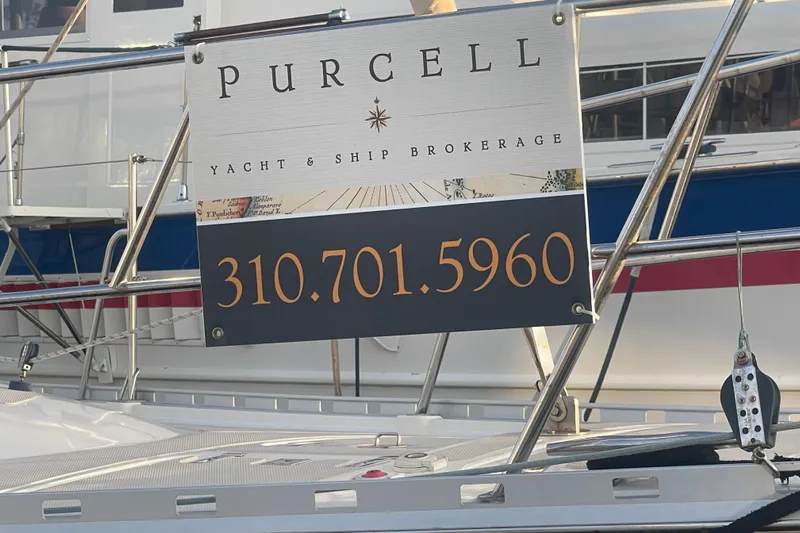 PURCELL
YACHT & SHIP BROKERAGE
310.701.5960